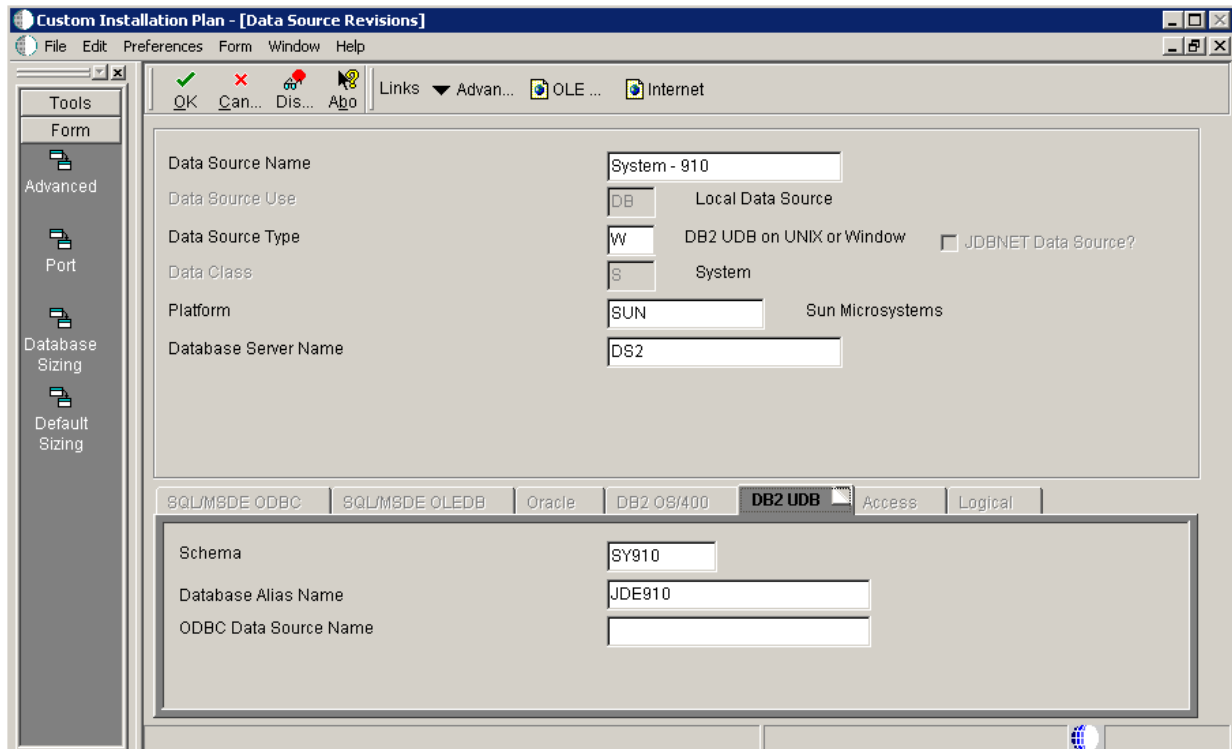 Custom Installation Plan - [Data Source Revisions]
File Edit Preferences Form Window Help
OK Can... Dis... Abo Links Advan... OLE ... Internet
Tools
Form
Advanced
Port
Database
Sizing
Default
Sizing
Data Source Name System - 910
Data Source Use DB Local Data Source
Data Source Type W DB2 UDB on UNIX or Window JDBNET Data Source?
Data Class S System
Platform SUN Sun Microsystems
Database Server Name DS2
SQL/MSDE ODBC SQL/MSDE OLEDB Oracle DB2 OS/400 DB2 UDB Access Logical
Schema SY910
Database Alias Name JDE910
ODBC Data Source Name